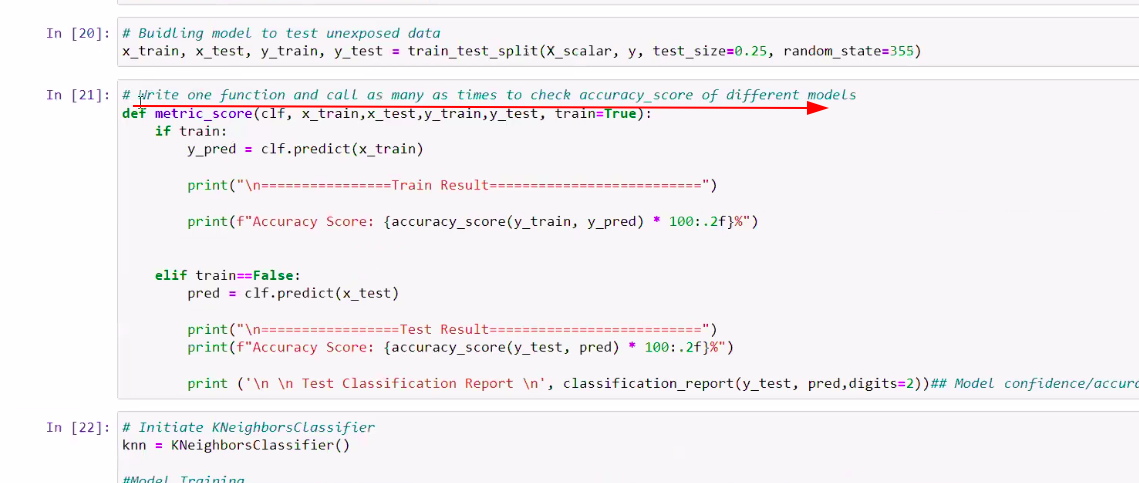 In [20]: # Buidling model to test unexposed data
x_train, x_test, y_train, y_test = train_test_split(X_scalar, y, test_size=0.25, random_state=355)
In [21]: # Write one function and call as many as times to check accuracy_score of different models
def metric_score(clf, x_train,x_test,y_train,y_test, train=True):
if train:
y_pred = clf.predict(x_train)
print("\n================Train Result==========================")
print(f"Accuracy Score: {accuracy_score(y_train, y_pred) * 100:.2f}%")
elif train==False:
pred = clf.predict(x_test)
print("\n=================Test Result==========================")
print(f"Accuracy Score: {accuracy_score(y_test, pred) * 100:.2f}%")
print ('\n \n Test Classification Report \n', classification_report(y_test, pred,digits=2))## Model confidence/accura
In [22]: # Initiate KNeighborsClassifier
knn = KNeighborsClassifier()
#Model Training